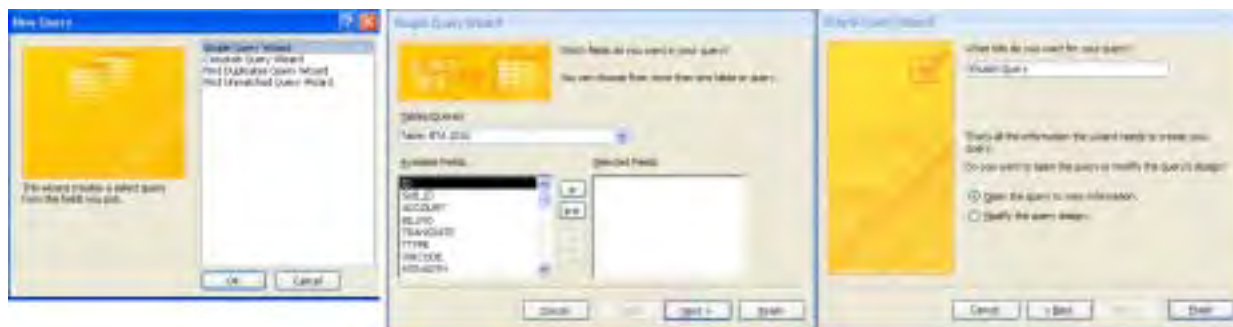 New Query
Simple Query Wizard
Crosstab Query Wizard
Find Duplicates Query Wizard
Find Unmatched Query Wizard
This wizard creates a select query
from the fields you pick.
OK
Cancel
Simple Query Wizard
Which fields do you want in your query?
You can choose from more than one table or query.
Tables/Queries
Table:
Available Fields:
Selected Fields:
ID
ACCOUNT
TRANSDATE
TTYPE
>
>>
Cancel
Next >
Finish
Simple Query Wizard
What title do you want for your query?
Query
That's all the information the wizard needs to create your
query.
Do you want to open the query or modify the query's design?
Open the query to view information.
Modify the query design.
Cancel
< Back
Finish